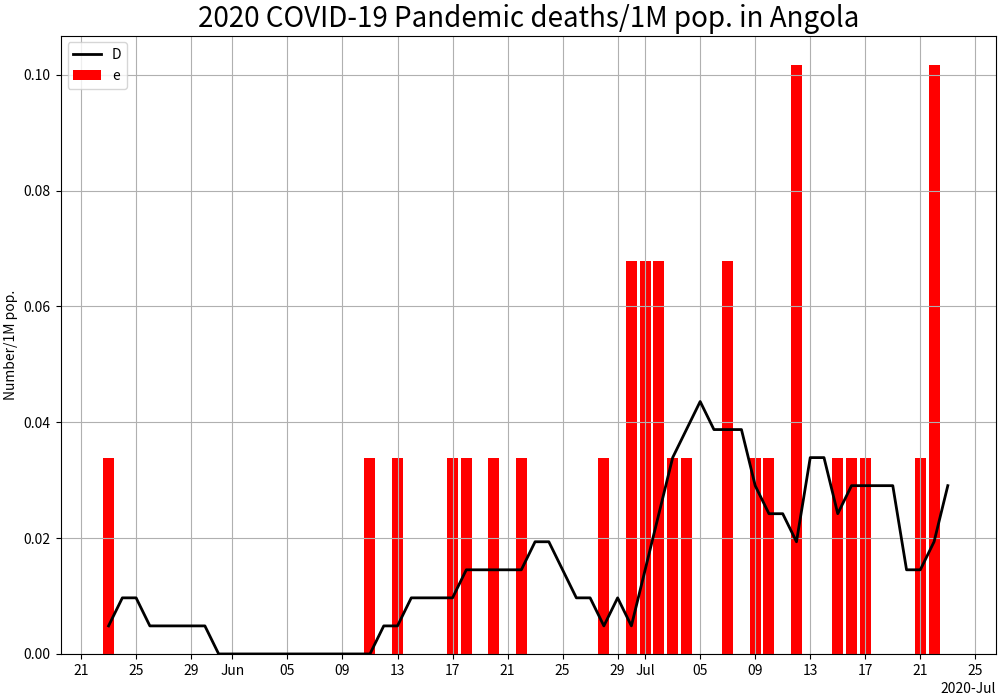 2020 COVID-19 Pandemic deaths/1M pop. in Angola
D
e
0.10
0.08
0.06
0.04
0.02
0.00
Number/1M pop.
21 25 29 Jun 05 09 13 17 21 25 29 Jul 05 09 13 17 21 25
2020-Jul